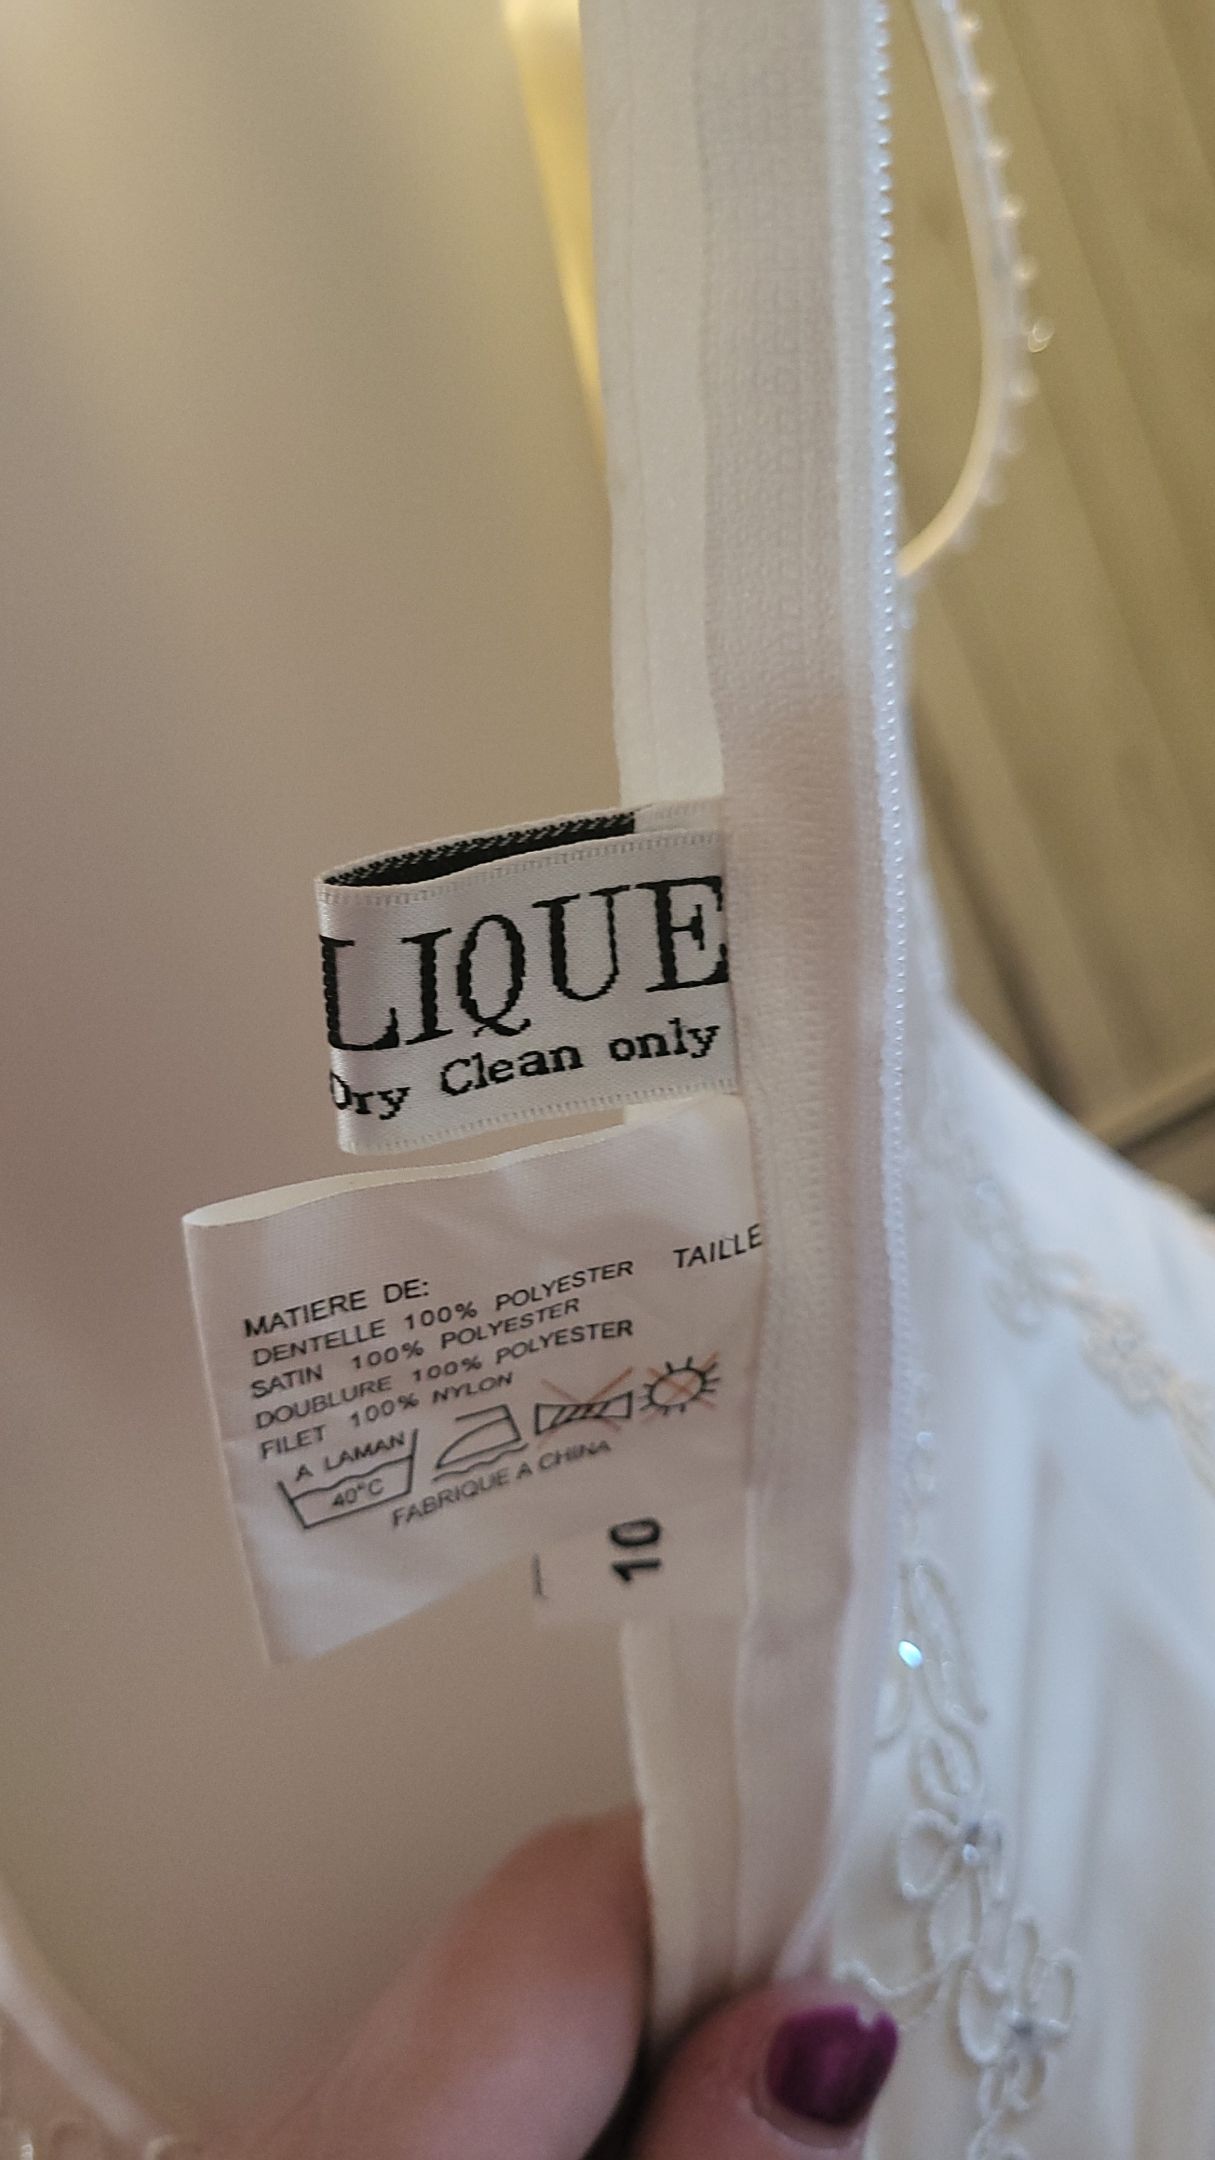 LIQUE
Dry Clean only
MATIERE DE: TAILLE
DENTELLE 100% POLYESTER
SATIN 100% POLYESTER
DOUBLURE 100% POLYESTER
FILET 100% NYLON
A LAMAN
40°C
FABRIQUE A CHINA
10